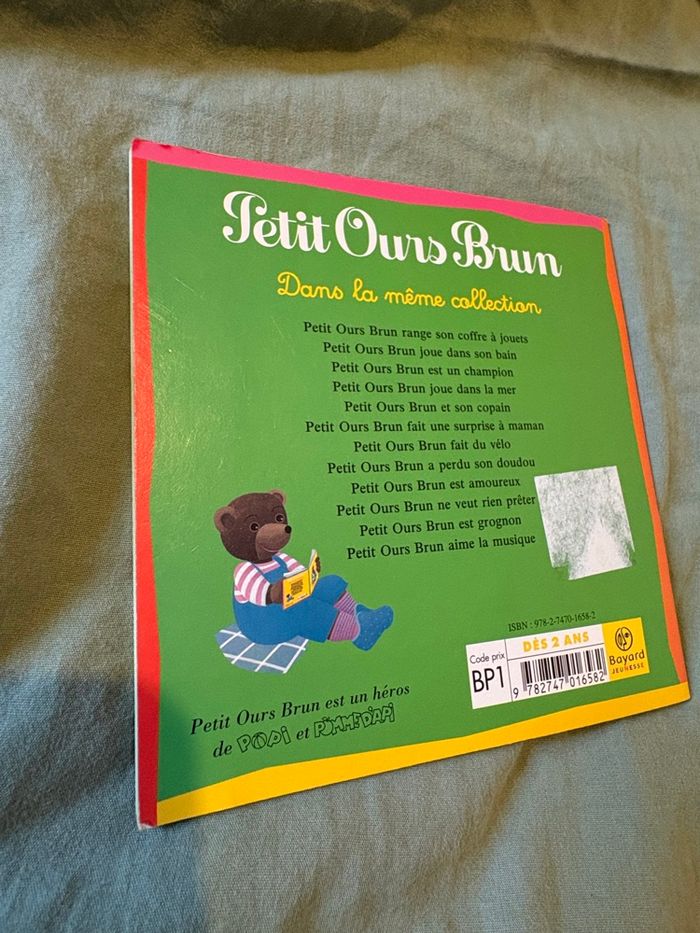 Petit Ours Brun
Dans la même collection
Petit Ours Brun range son coffre à jouets
Petit Ours Brun joue dans son bain
Petit Ours Brun est un champion
Petit Ours Brun joue dans la mer
Petit Ours Brun et son copain
Petit Ours Brun fait une surprise à maman
Petit Ours Brun fait du vélo
Petit Ours Brun a perdu son doudou
Petit Ours Brun est amoureux
Petit Ours Brun ne veut rien prêter
Petit Ours Brun est grognon
Petit Ours Brun aime la musique
Petit Ours Brun est un héros
de POPI et POMME D'API
ISBN : 978-2-7470-1658-2
Code prix
BP1
DÈS 2 ANS
9 782747 016582
Bayard
JEUNESSE